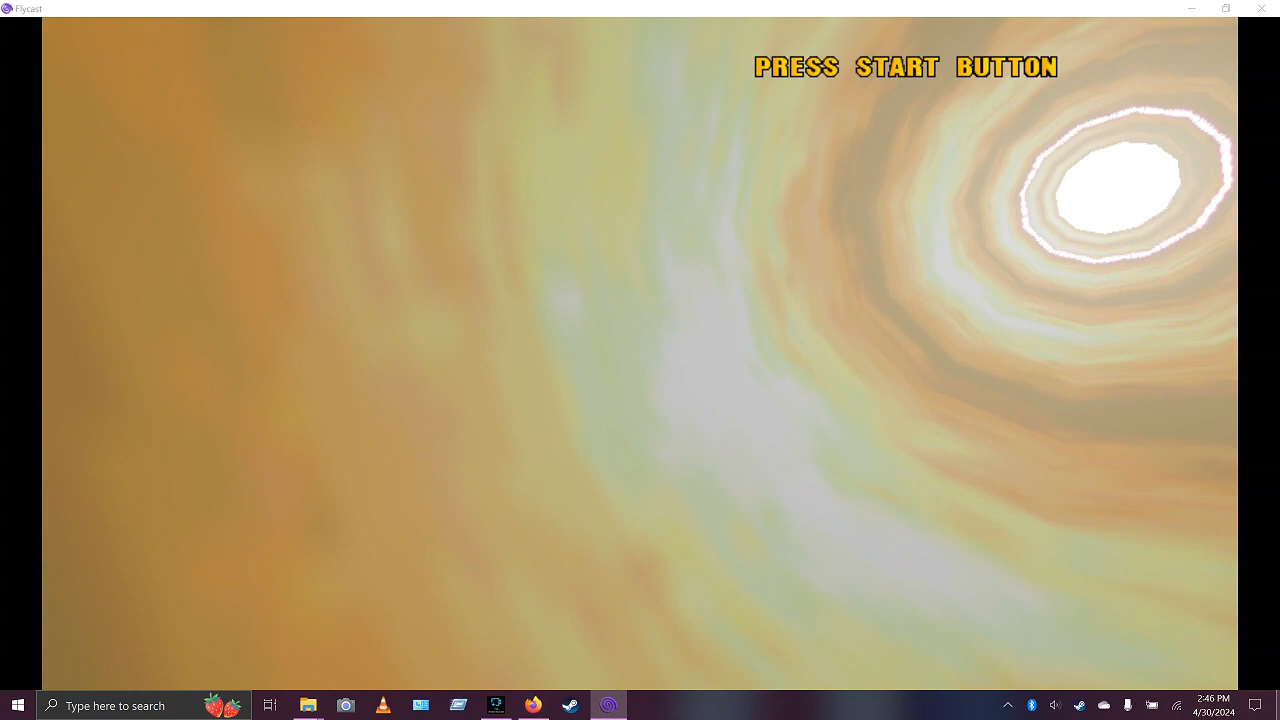 Flycast
PRESS START BUTTON
Type here to search
2:46 PM
4/30/2024